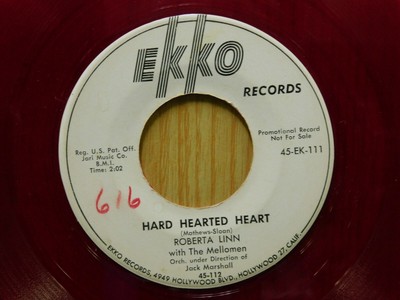 EKKO
RECORDS
Reg. U.S. Pat. Off.
Jori Music Co.
B.M.I.
Time: 2:02
Promotional Record
Not For Sale
45-EK-111
616
HARD HEARTED HEART
(Mathews-Sloan)
ROBERTA LINN
with The Mellomen
Orch. under Direction of
Jack Marshall
45-112
EKKO RECORDS, 4949 HOLLYWOOD BLVD., HOLLYWOOD 27, CALIF.